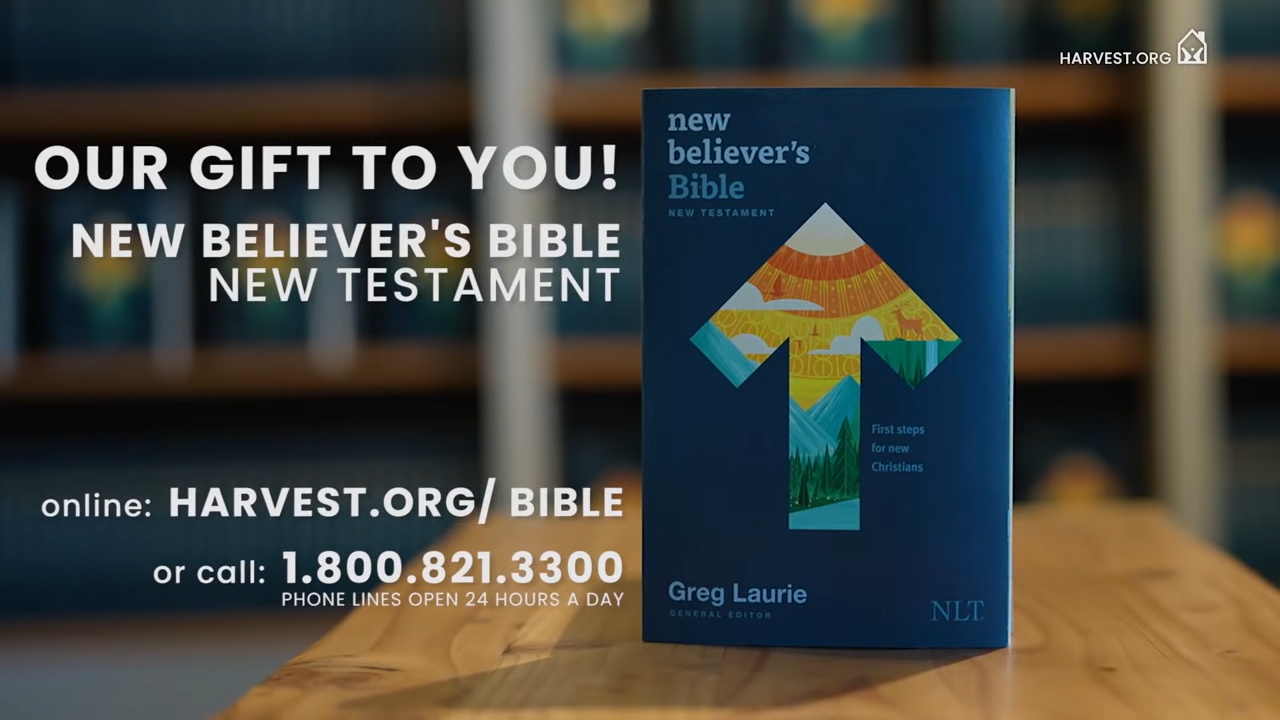 HARVEST.ORG
OUR GIFT TO YOU!
NEW BELIEVER'S BIBLE
NEW TESTAMENT
online: HARVEST.ORG/ BIBLE
or call: 1.800.821.3300
PHONE LINES OPEN 24 HOURS A DAY
new
believer's
Bible
NEW TESTAMENT
First steps
for new
Christians
Greg Laurie
GENERAL EDITOR
NLT